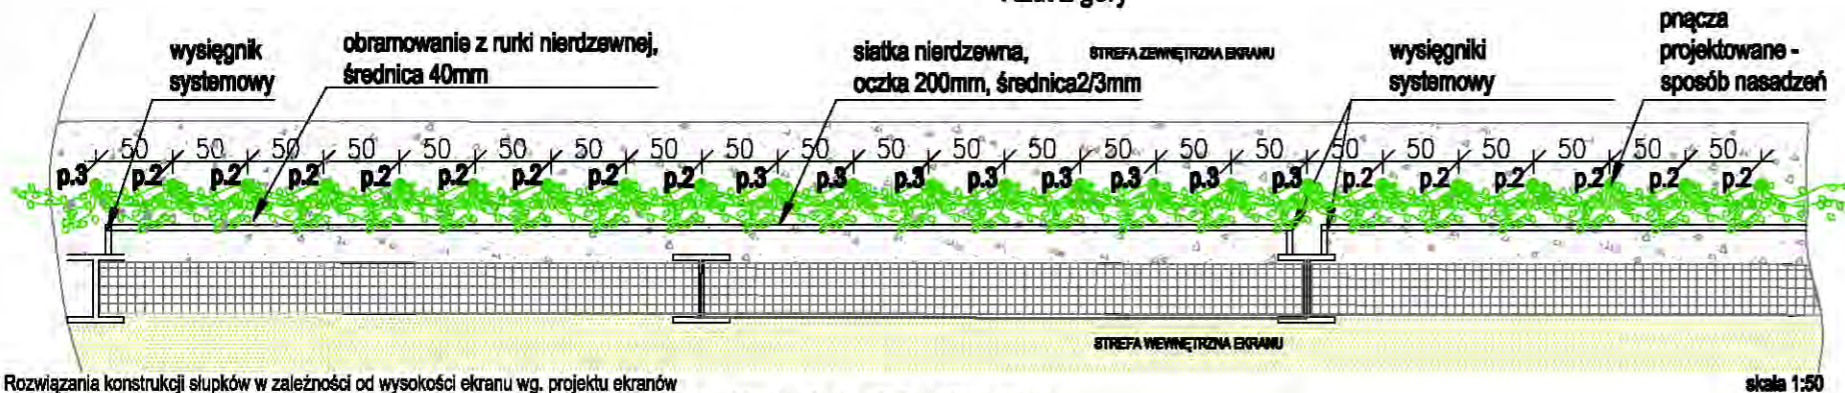 Rzut z góry
wysięgnik
systemowy
obramowanie z rurki nierdzewnej,
średnica 40mm
siatka nierdzewna,
oczka 200mm, średnica2/3mm
STREFA ZEWNĘTRZNA EKRANU
wysięgniki
systemowy
pnącza
projektowane -
sposób nasadzeń
50 50 50 50 50 50 50 50 50 50 50 50 50 50 50 50 50 50 50 50 50 50
p.3 p.2 p.2 p.2 p.2 p.2 p.2 p.2 p.2 p.3 p.3 p.3 p.3 p.3 p.3 p.3 p.3 p.2 p.2 p.2 p.2 p.2 p.2
STREFA WEWNĘTRZNA EKRANU
Rozwiązania konstrukcji słupków w zależności od wysokości ekranu wg. projektu ekranów
skala 1:50